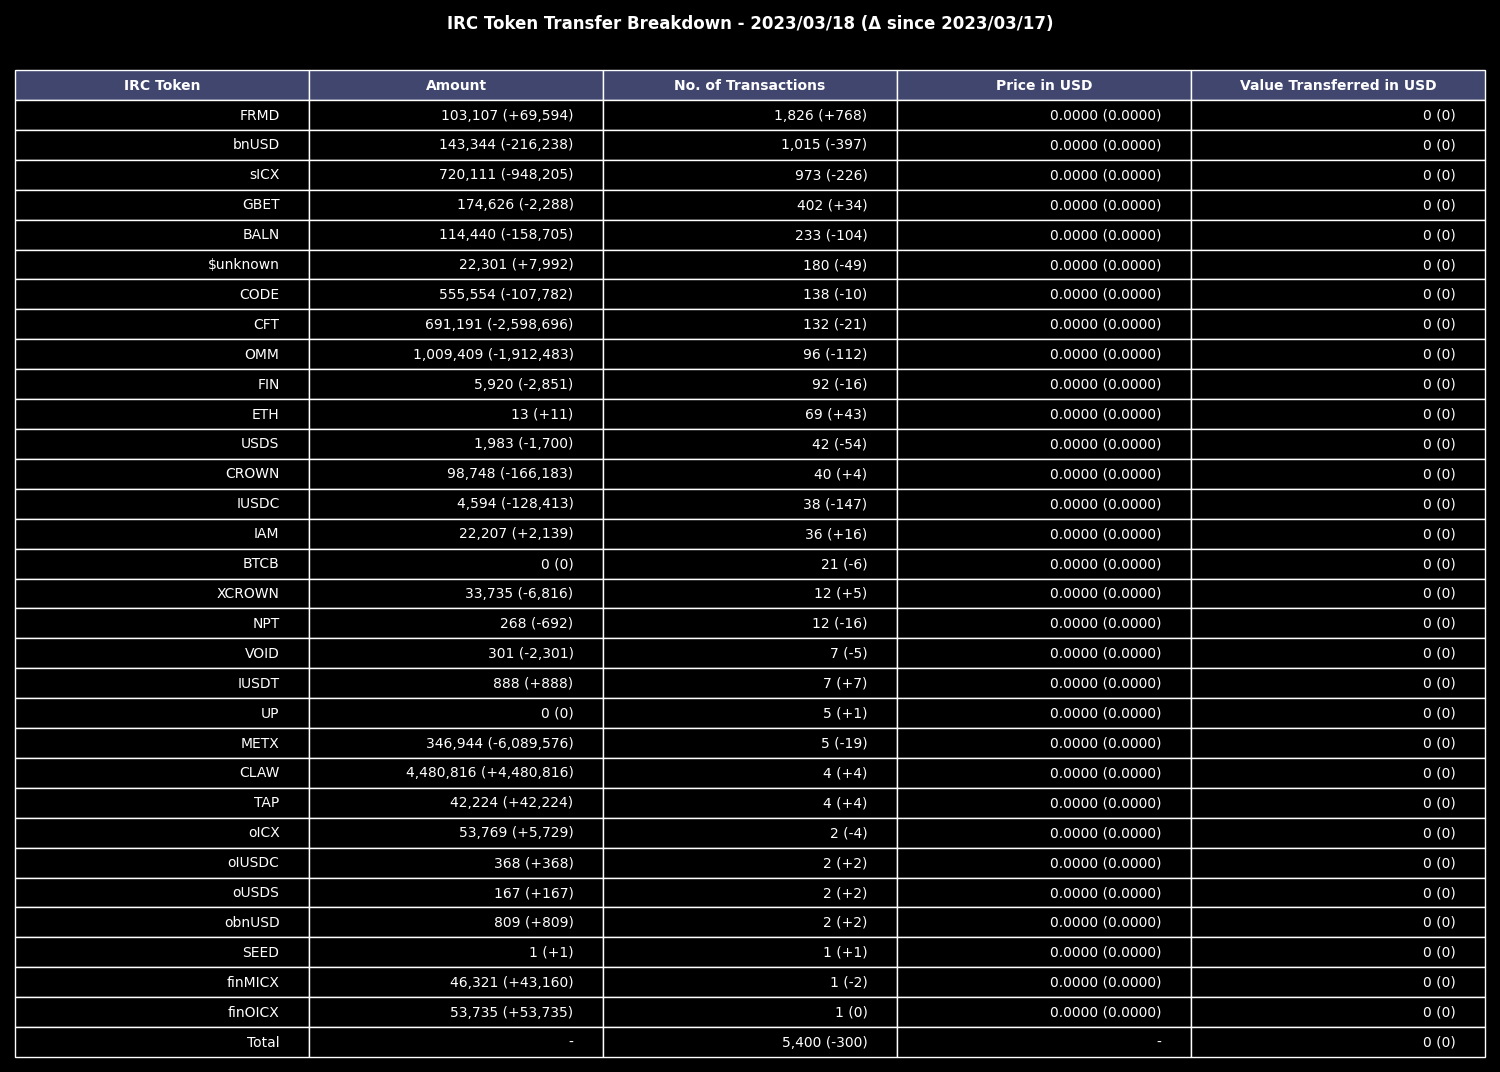 IRC Token Transfer Breakdown - 2023/03/18 (Δ since 2023/03/17)
IRC Token Amount No. of Transactions Price in USD Value Transferred in USD
FRMD 103,107 (+69,594) 1,826 (+768) 0.0000 (0.0000) 0 (0)
bnUSD 143,344 (-216,238) 1,015 (-397) 0.0000 (0.0000) 0 (0)
sICX 720,111 (-948,205) 973 (-226) 0.0000 (0.0000) 0 (0)
GBET 174,626 (-2,288) 402 (+34) 0.0000 (0.0000) 0 (0)
BALN 114,440 (-158,705) 233 (-104) 0.0000 (0.0000) 0 (0)
$unknown 22,301 (+7,992) 180 (-49) 0.0000 (0.0000) 0 (0)
CODE 555,554 (-107,782) 138 (-10) 0.0000 (0.0000) 0 (0)
CFT 691,191 (-2,598,696) 132 (-21) 0.0000 (0.0000) 0 (0)
OMM 1,009,409 (-1,912,483) 96 (-112) 0.0000 (0.0000) 0 (0)
FIN 5,920 (-2,851) 92 (-16) 0.0000 (0.0000) 0 (0)
ETH 13 (+11) 69 (+43) 0.0000 (0.0000) 0 (0)
USDS 1,983 (-1,700) 42 (-54) 0.0000 (0.0000) 0 (0)
CROWN 98,748 (-166,183) 40 (+4) 0.0000 (0.0000) 0 (0)
IUSDC 4,594 (-128,413) 38 (-147) 0.0000 (0.0000) 0 (0)
IAM 22,207 (+2,139) 36 (+16) 0.0000 (0.0000) 0 (0)
BTCB 0 (0) 21 (-6) 0.0000 (0.0000) 0 (0)
XCROWN 33,735 (-6,816) 12 (+5) 0.0000 (0.0000) 0 (0)
NPT 268 (-692) 12 (-16) 0.0000 (0.0000) 0 (0)
VOID 301 (-2,301) 7 (-5) 0.0000 (0.0000) 0 (0)
IUSDT 888 (+888) 7 (+7) 0.0000 (0.0000) 0 (0)
UP 0 (0) 5 (+1) 0.0000 (0.0000) 0 (0)
METX 346,944 (-6,089,576) 5 (-19) 0.0000 (0.0000) 0 (0)
CLAW 4,480,816 (+4,480,816) 4 (+4) 0.0000 (0.0000) 0 (0)
TAP 42,224 (+42,224) 4 (+4) 0.0000 (0.0000) 0 (0)
oICX 53,769 (+5,729) 2 (-4) 0.0000 (0.0000) 0 (0)
oIUSDC 368 (+368) 2 (+2) 0.0000 (0.0000) 0 (0)
oUSDS 167 (+167) 2 (+2) 0.0000 (0.0000) 0 (0)
obnUSD 809 (+809) 2 (+2) 0.0000 (0.0000) 0 (0)
SEED 1 (+1) 1 (+1) 0.0000 (0.0000) 0 (0)
finMICX 46,321 (+43,160) 1 (-2) 0.0000 (0.0000) 0 (0)
finOICX 53,735 (+53,735) 1 (0) 0.0000 (0.0000) 0 (0)
Total - 5,400 (-300) - 0 (0)